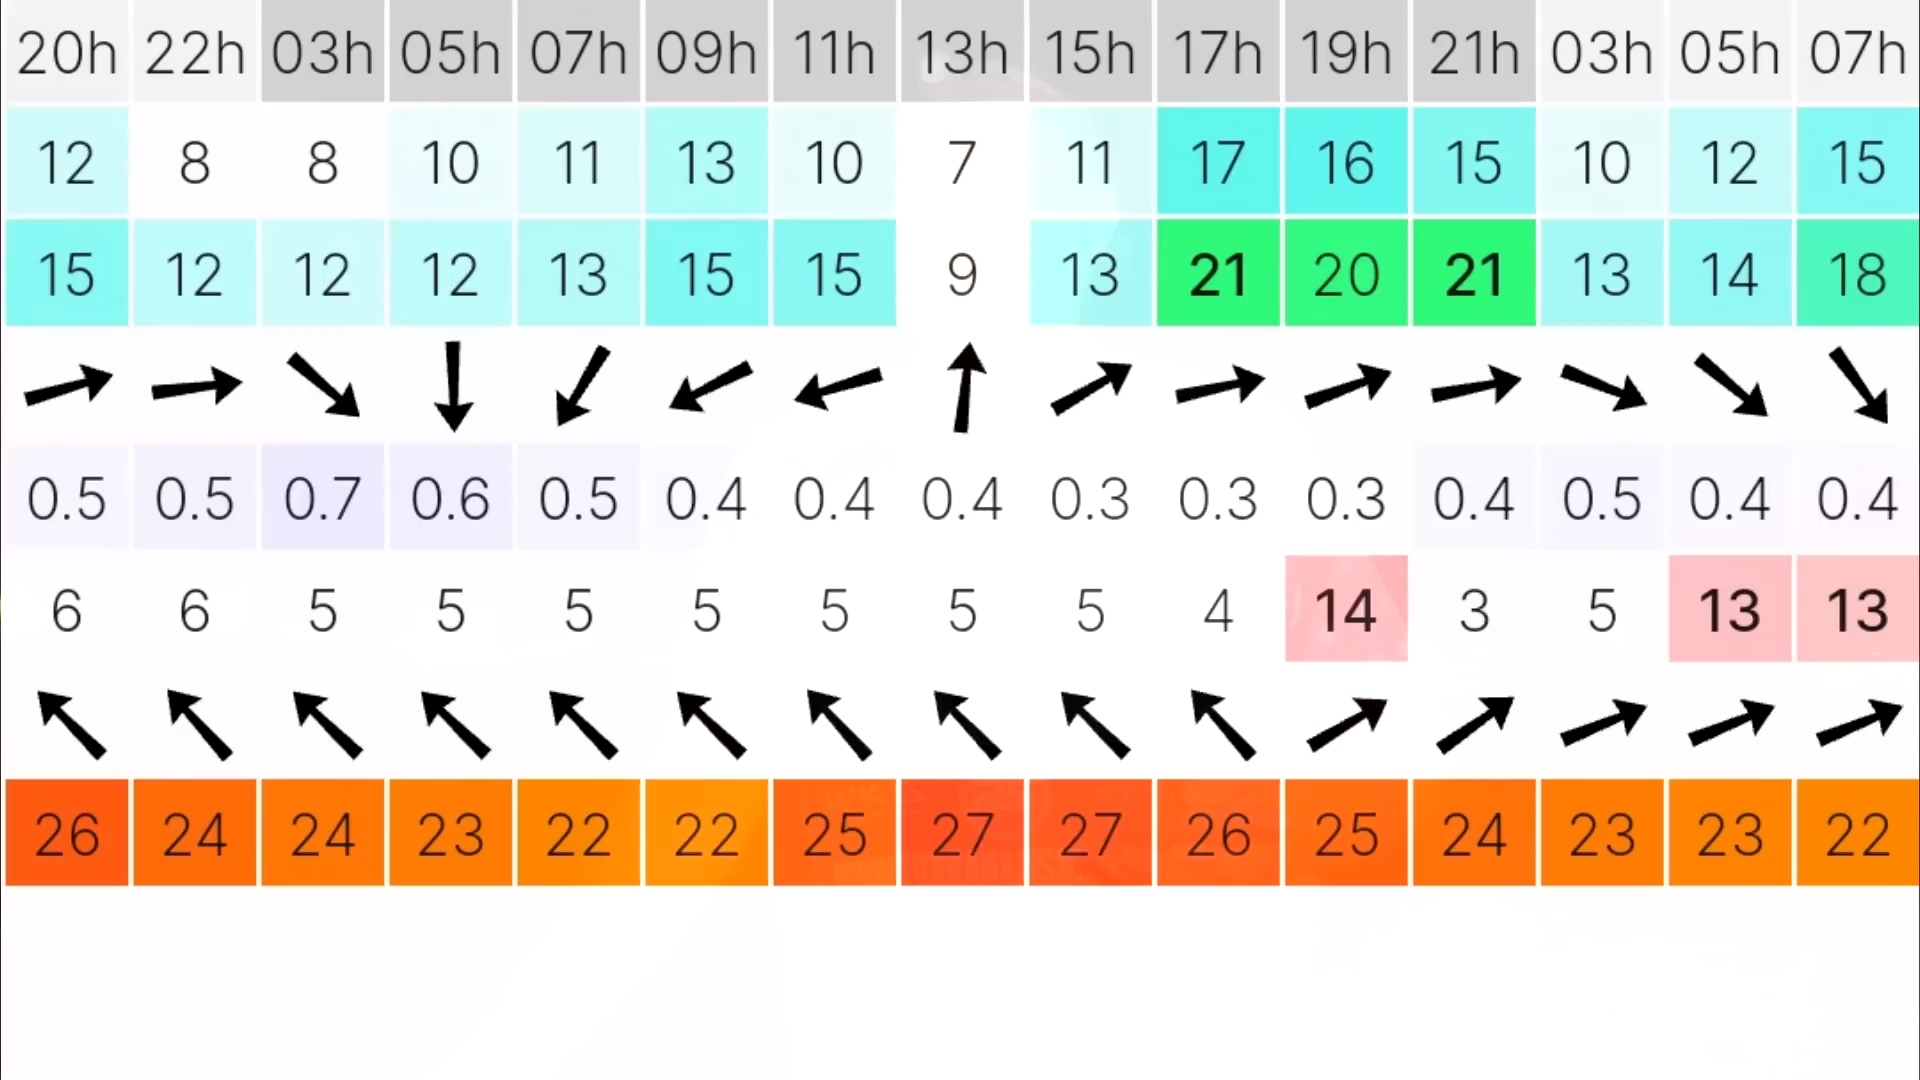 20h 22h 03h 05h 07h 09h 11h 13h 15h 17h 19h 21h 03h 05h 07h
12 8 8 10 11 13 10 7 11 17 16 15 10 12 15
15 12 12 12 13 15 15 9 13 21 20 21 13 14 18
0.5 0.5 0.7 0.6 0.5 0.4 0.4 0.4 0.3 0.3 0.3 0.4 0.5 0.4 0.4
6 6 5 5 5 5 5 5 5 4 14 3 5 13 13
26 24 24 23 22 22 25 27 27 26 25 24 23 23 22